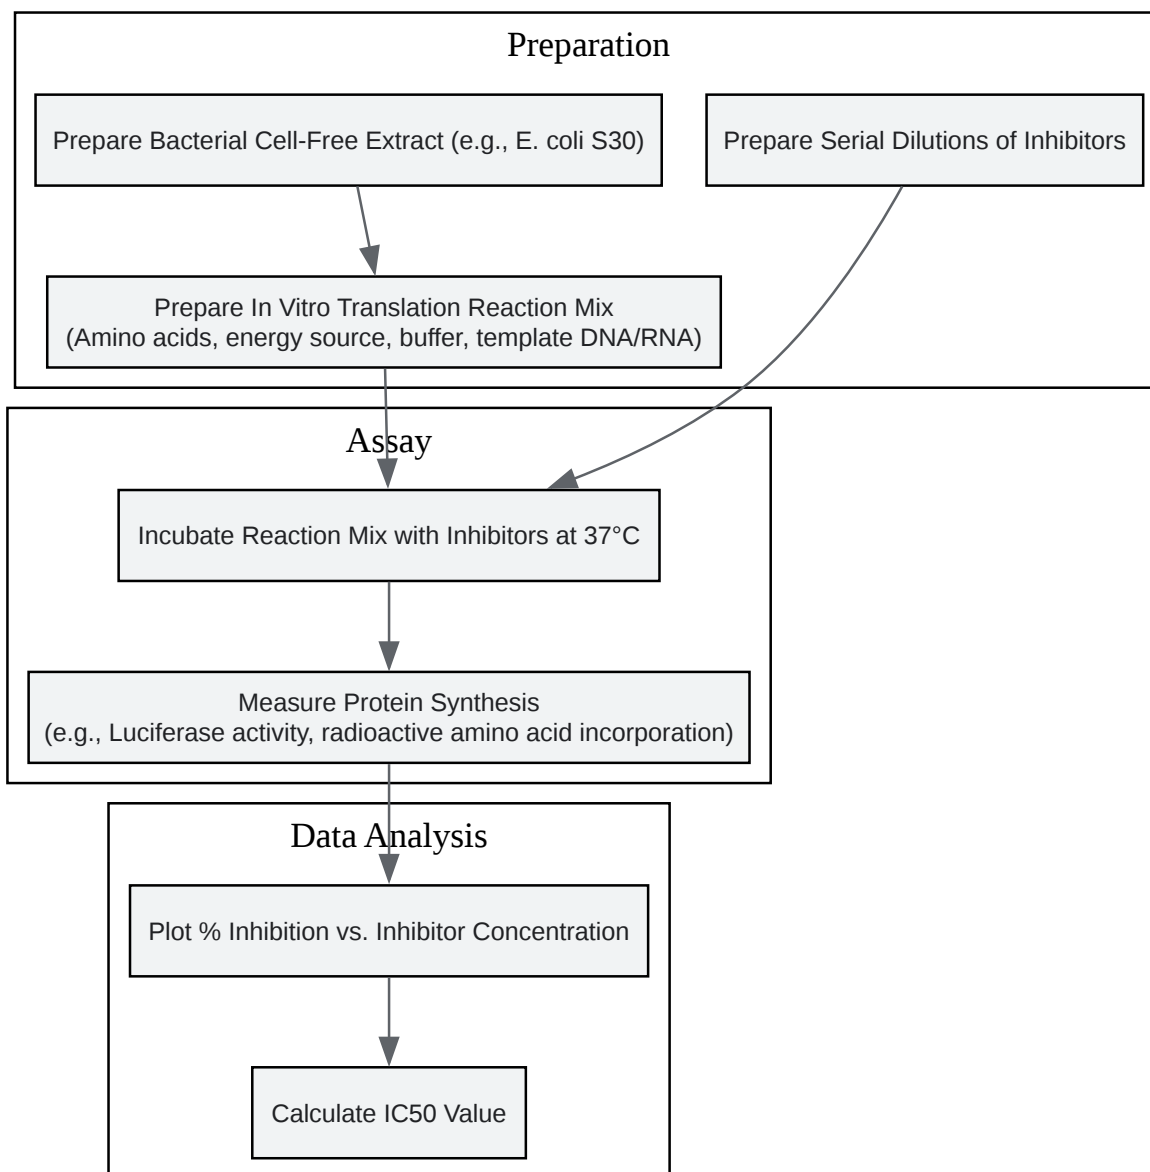 Preparation
Prepare Bacterial Cell-Free Extract (e.g., E. coli S30)
Prepare Serial Dilutions of Inhibitors
Prepare In Vitro Translation Reaction Mix
(Amino acids, energy source, buffer, template DNA/RNA)
Assay
Incubate Reaction Mix with Inhibitors at 37°C
Measure Protein Synthesis
(e.g., Luciferase activity, radioactive amino acid incorporation)
Data Analysis
Plot % Inhibition vs. Inhibitor Concentration
Calculate IC50 Value